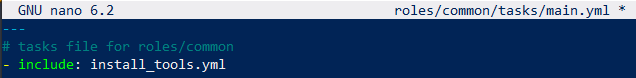 GNU nano 6.2 roles/common/tasks/main.yml *
---
# tasks file for roles/common
- include: install_tools.yml